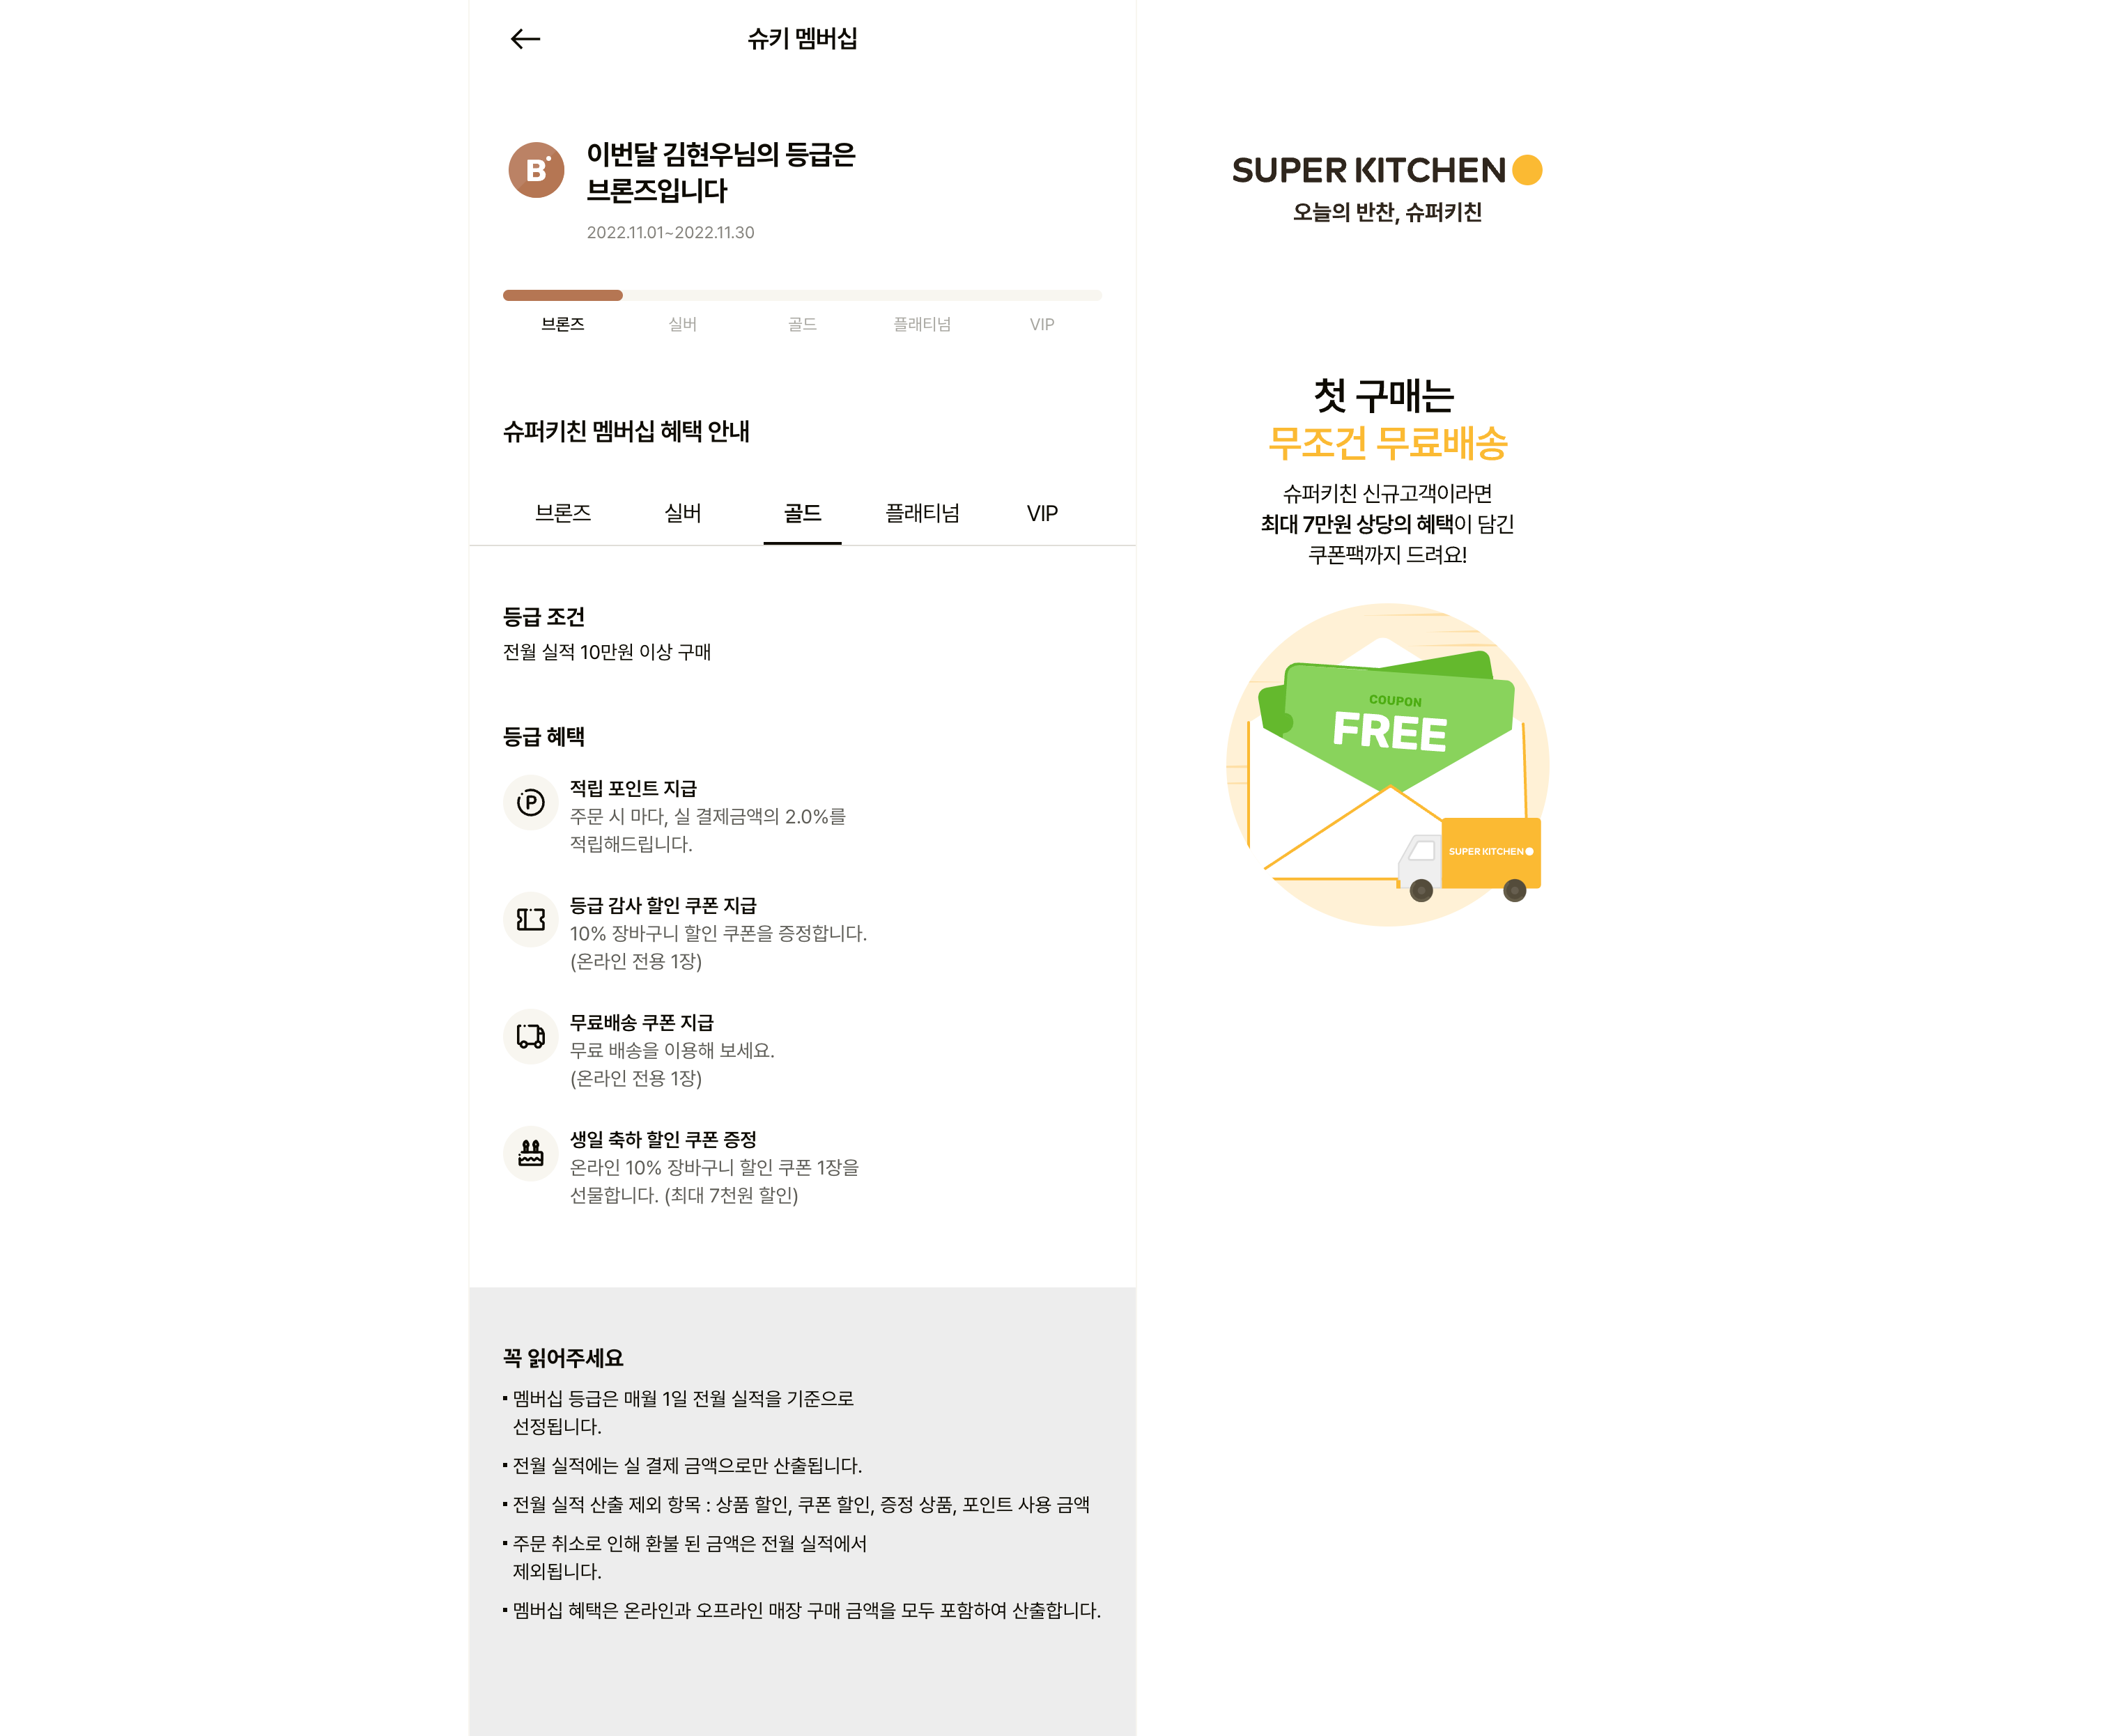 슈키 멤버십
B
이번달 김현우님의 등급은
브론즈입니다
2022.11.01~2022.11.30
브론즈 실버 골드 플래티넘 VIP
슈퍼키친 멤버십 혜택 안내
브론즈 실버 골드 플래티넘 VIP
등급 조건
전월 실적 10만원 이상 구매
등급 혜택
P
적립 포인트 지급
주문 시 마다, 실 결제금액의 2.0%를
적립해드립니다.
등급 감사 할인 쿠폰 지급
10% 장바구니 할인 쿠폰을 증정합니다.
(온라인 전용 1장)
무료배송 쿠폰 지급
무료 배송을 이용해 보세요.
(온라인 전용 1장)
생일 축하 할인 쿠폰 증정
온라인 10% 장바구니 할인 쿠폰 1장을
선물합니다. (최대 7천원 할인)
꼭 읽어주세요
▪ 멤버십 등급은 매월 1일 전월 실적을 기준으로
선정됩니다.
▪ 전월 실적에는 실 결제 금액으로만 산출됩니다.
▪ 전월 실적 산출 제외 항목 : 상품 할인, 쿠폰 할인, 증정 상품, 포인트 사용 금액
▪ 주문 취소로 인해 환불 된 금액은 전월 실적에서
제외됩니다.
▪ 멤버십 혜택은 온라인과 오프라인 매장 구매 금액을 모두 포함하여 산출합니다.
SUPER KITCHEN
오늘의 반찬, 슈퍼키친
첫 구매는
무조건 무료배송
슈퍼키친 신규고객이라면
최대 7만원 상당의 혜택이 담긴
쿠폰팩까지 드려요!
COUPON
FREE
SUPER KITCHEN